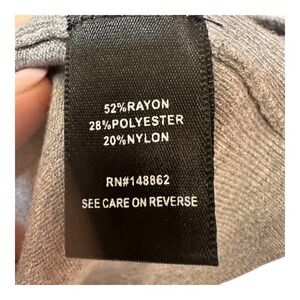 52%RAYON
28%POLYESTER
20%NYLON
RN#148862
SEE CARE ON REVERSE